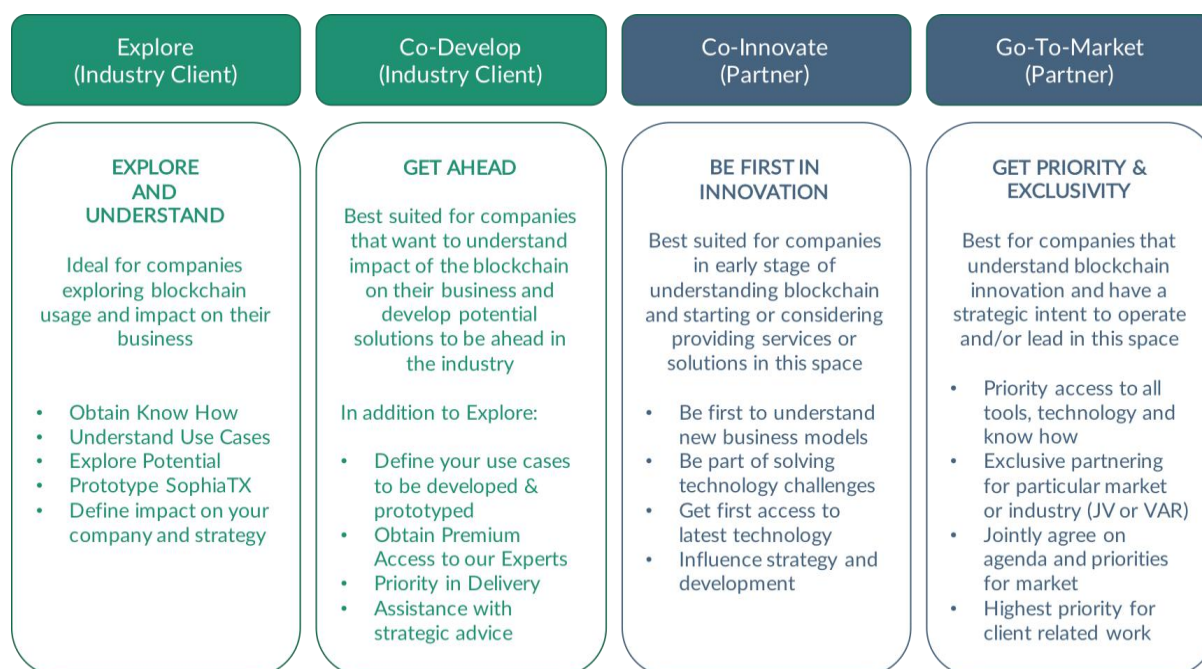 Explore
(Industry Client)
Co-Develop
(Industry Client)
Co-Innovate
(Partner)
Go-To-Market
(Partner)
EXPLORE
AND
UNDERSTAND
Ideal for companies
exploring blockchain
usage and impact on their
business
• Obtain Know How
• Understand Use Cases
• Explore Potential
• Prototype SophiaTX
• Define impact on your
company and strategy
GET AHEAD
Best suited for companies
that want to understand
impact of the blockchain
on their business and
develop potential
solutions to be ahead in
the industry
In addition to Explore:
• Define your use cases
to be developed &
prototyped
• Obtain Premium
Access to our Experts
• Priority in Delivery
• Assistance with
strategic advice
BE FIRST IN
INNOVATION
Best suited for companies
in early stage of
understanding blockchain
and starting or considering
providing services or
solutions in this space
• Be first to understand
new business models
• Be part of solving
technology challenges
• Get first access to
latest technology
• Influence strategy and
development
GET PRIORITY &
EXCLUSIVITY
Best for companies that
understand blockchain
innovation and have a
strategic intent to operate
and/or lead in this space
• Priority access to all
tools, technology and
know how
• Exclusive partnering
for particular market
or industry (JV or VAR)
• Jointly agree on
agenda and priorities
for market
• Highest priority for
client related work